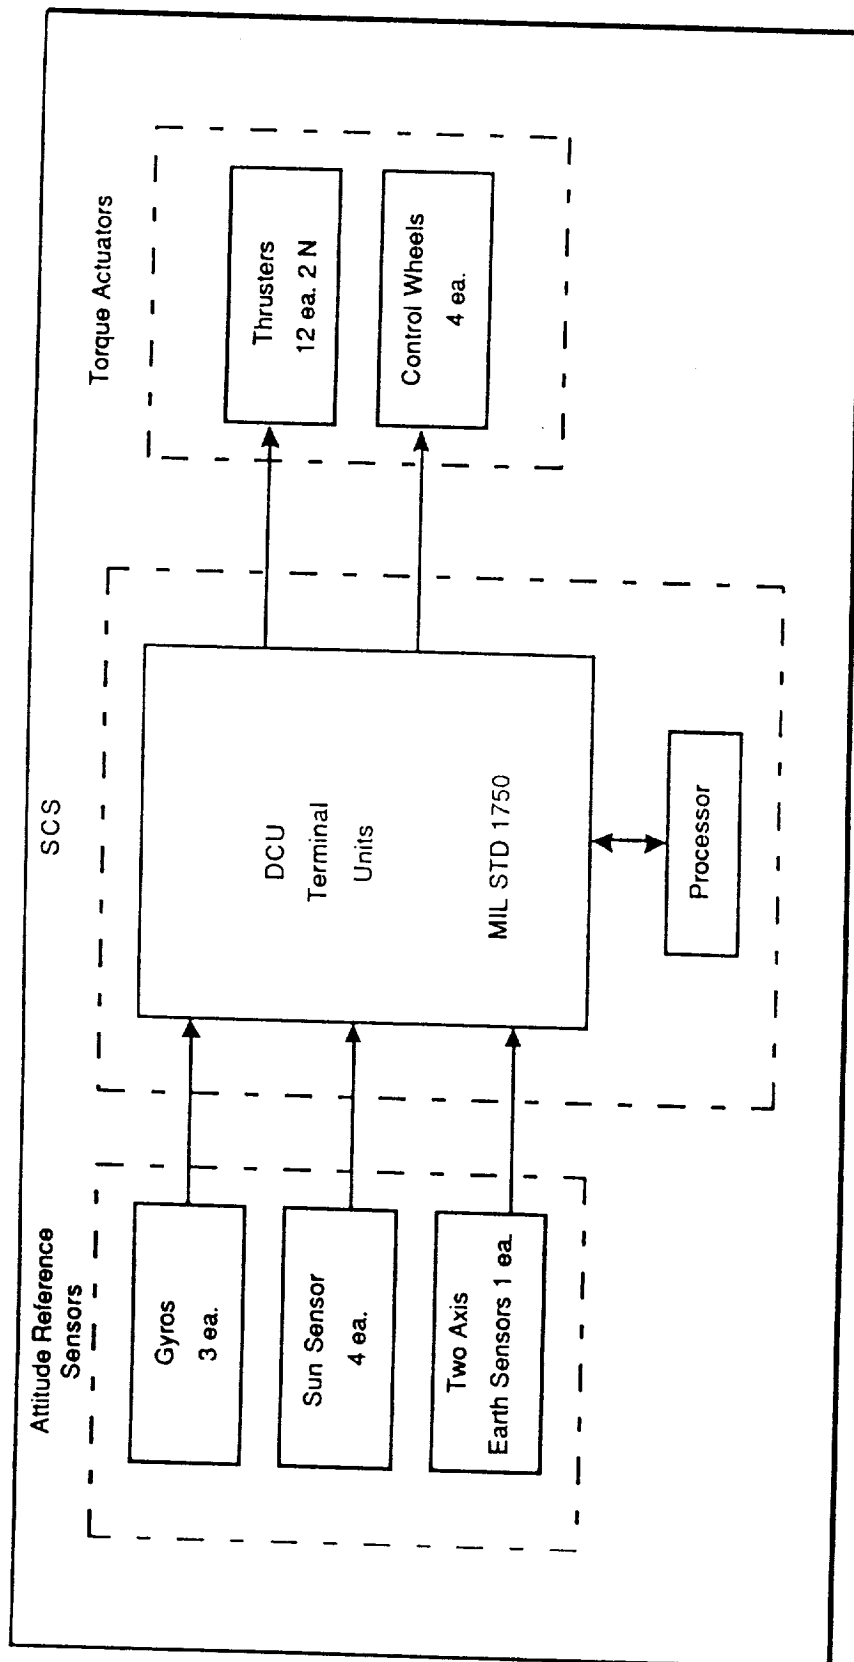 Attitude Reference
Sensors
Gyros
3 ea.
Sun Sensor
4 ea.
Two Axis
Earth Sensors 1 ea.
SCS
DCU
Terminal
Units
MIL STD 1750
Processor
Torque Actuators
Thrusters
12 ea. 2 N
Control Wheels
4 ea.